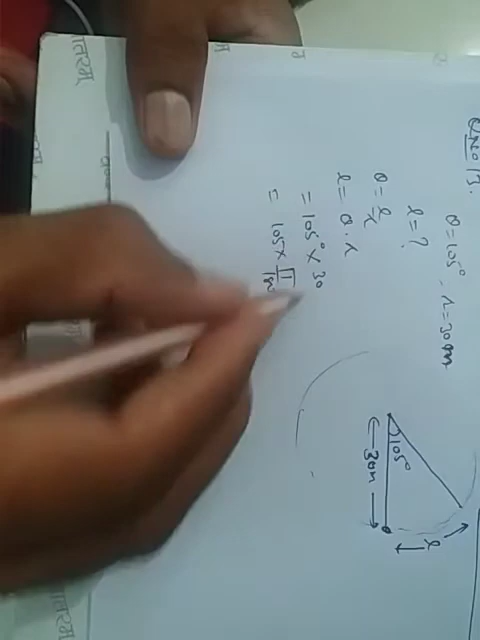 Q No 13.
θ = 105°, r = 30m
l = ?
θ = l/r
l = θ · r
= 105° × 30
= 105 × π/180
105°
30m
l